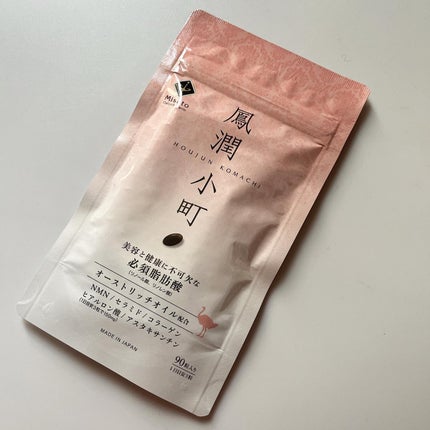 鳳潤小町
HOUJUN KOMACHI
美容と健康に不可欠な
必須脂肪酸
オーストリッチオイル配合
NMN/セラミド/コラーゲン
ヒアルロン酸/アスタキサンチン
MADE IN JAPAN
90粒入り